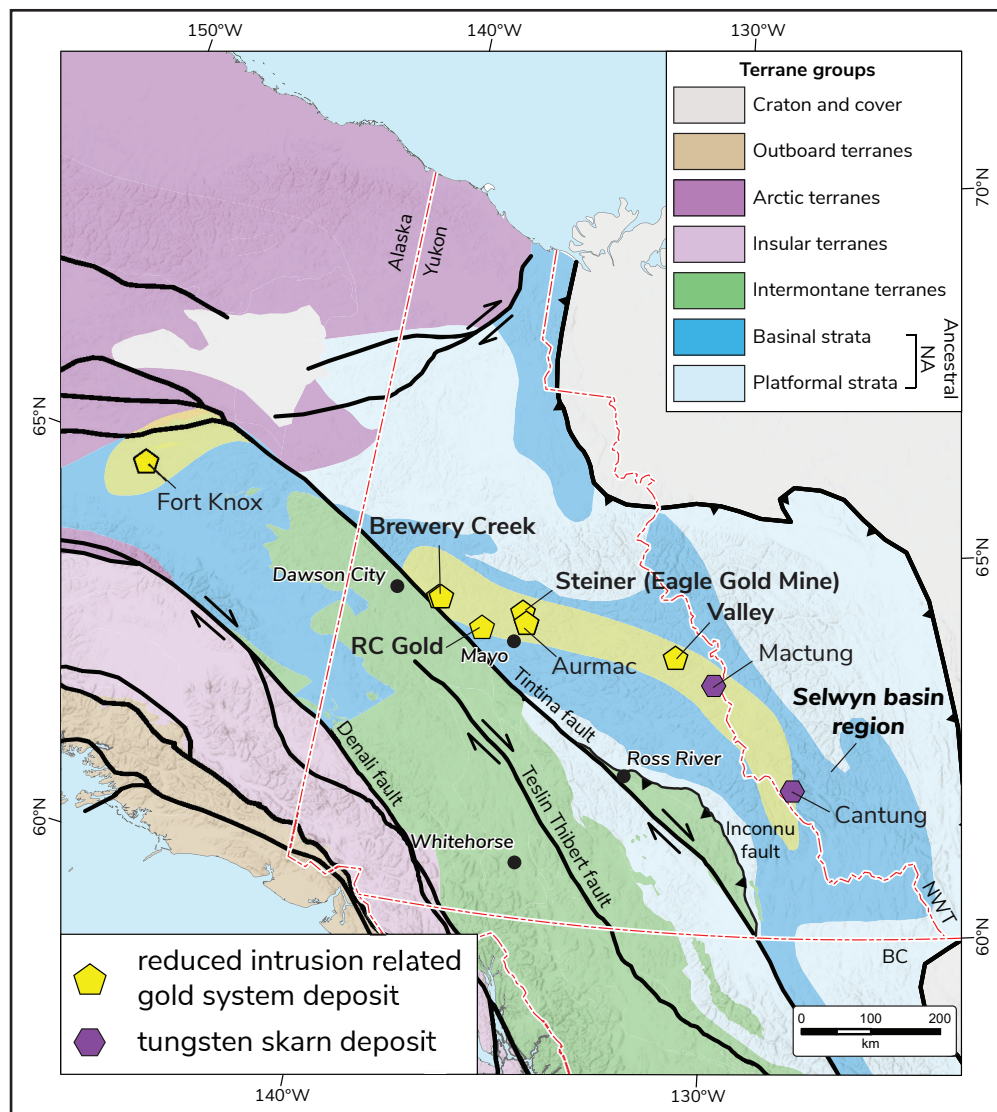 150°W
140°W
130°W
Terrane groups
Craton and cover
Outboard terranes
Arctic terranes
Insular terranes
Intermontane terranes
Basinal strata
Platformal strata
Ancestral
NA
70°N
Alaska
Yukon
65°N
Fort Knox
Brewery Creek
65°N
Dawson City
Steiner (Eagle Gold Mine)
Valley
RC Gold
Mayo
Aurmac
Mactung
Tintina fault
Selwyn basin
region
Denali fault
Ross River
60°N
Teslin Thibert fault
Cantung
Whitehorse
Inconnu
fault
NWT
60°N
BC
reduced intrusion related
gold system deposit
tungsten skarn deposit
0 100 200
km
140°W
130°W